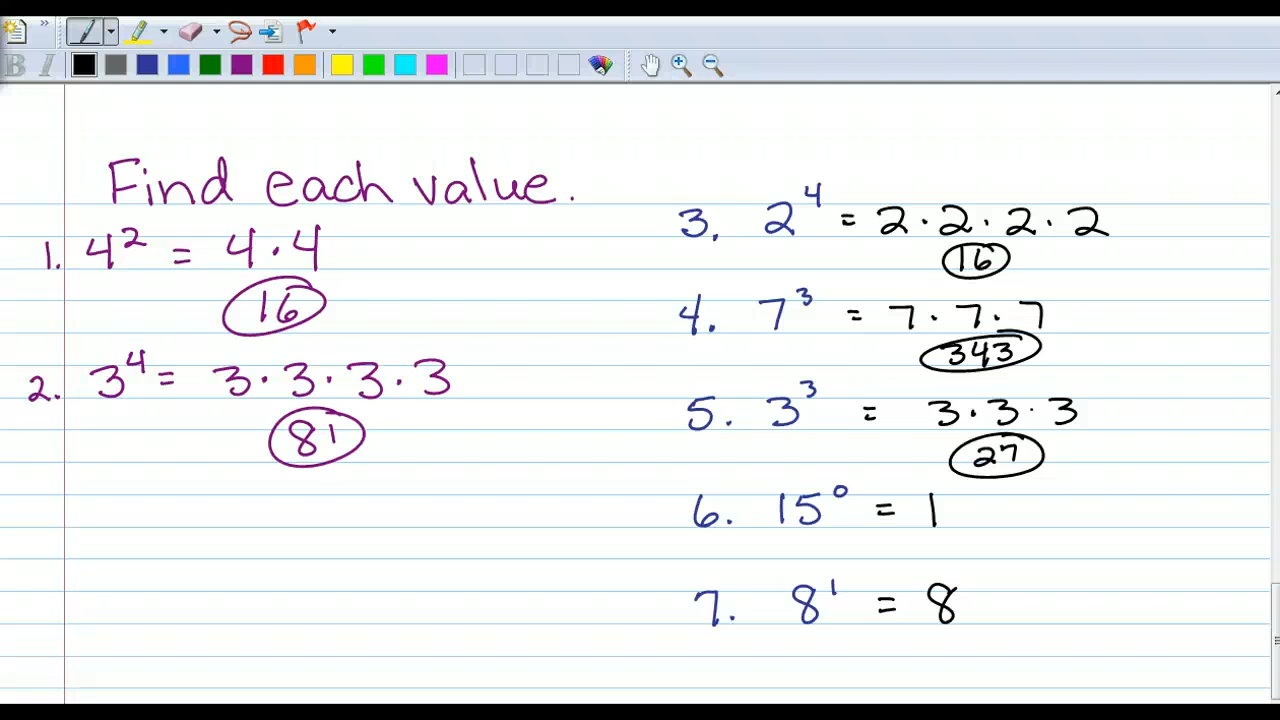 B I
Find each value.
1. 4² = 4 · 4
16
2. 3⁴ = 3 · 3 · 3 · 3
81
3. 2⁴ = 2 · 2 · 2 · 2
16
4. 7³ = 7 · 7 · 7
343
5. 3³ = 3 · 3 · 3
27
6. 15⁰ = 1
7. 8¹ = 8